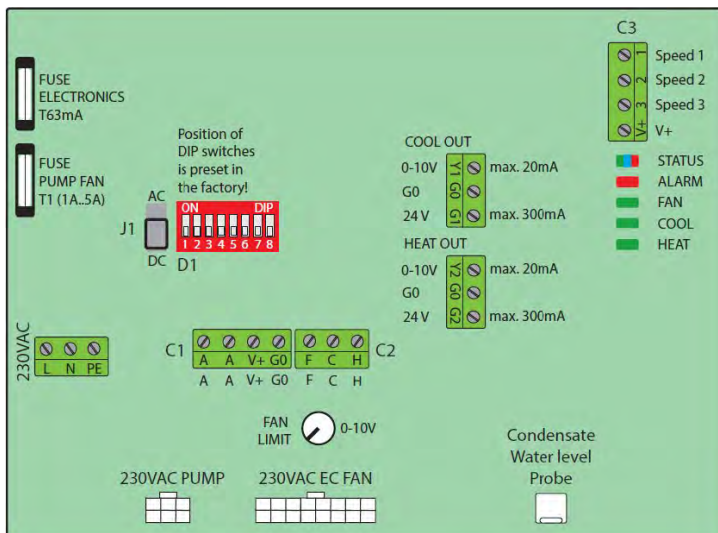 FUSE
ELECTRONICS
T63mA
FUSE
PUMP FAN
T1 (1A..5A)
Position of
DIP switches
is preset in
the factory!
AC
J1
DC
ON DIP
1 2 3 4 5 6 7 8
D1
C3
1 Speed 1
2 Speed 2
3 Speed 3
V+ V+
STATUS
ALARM
FAN
COOL
HEAT
COOL OUT
0-10V Y1 max. 20mA
G0 G0
24 V G1 max. 300mA
HEAT OUT
0-10V Y2 max. 20mA
G0 G0
24 V G2 max. 300mA
230VAC
L N PE
C1
A A V+ G0 F C H
C2
A A V+ G0 F C H
FAN
LIMIT
0-10V
230VAC PUMP
230VAC EC FAN
Condensate
Water level
Probe